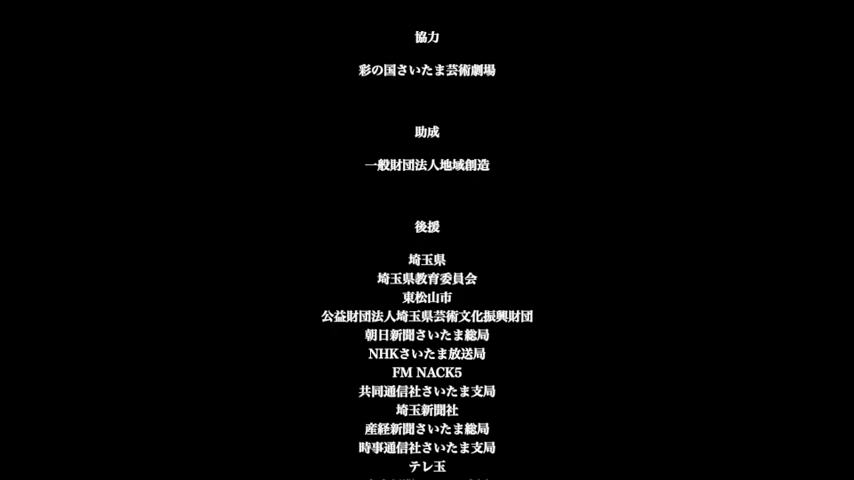 協力
彩の国さいたま芸術劇場
助成
一般財団法人地域創造
後援
埼玉県
埼玉県教育委員会
東松山市
公益財団法人埼玉県芸術文化振興財団
朝日新聞さいたま総局
NHKさいたま放送局
FM NACK5
共同通信社さいたま支局
埼玉新聞社
産経新聞さいたま総局
時事通信社さいたま支局
テレ玉